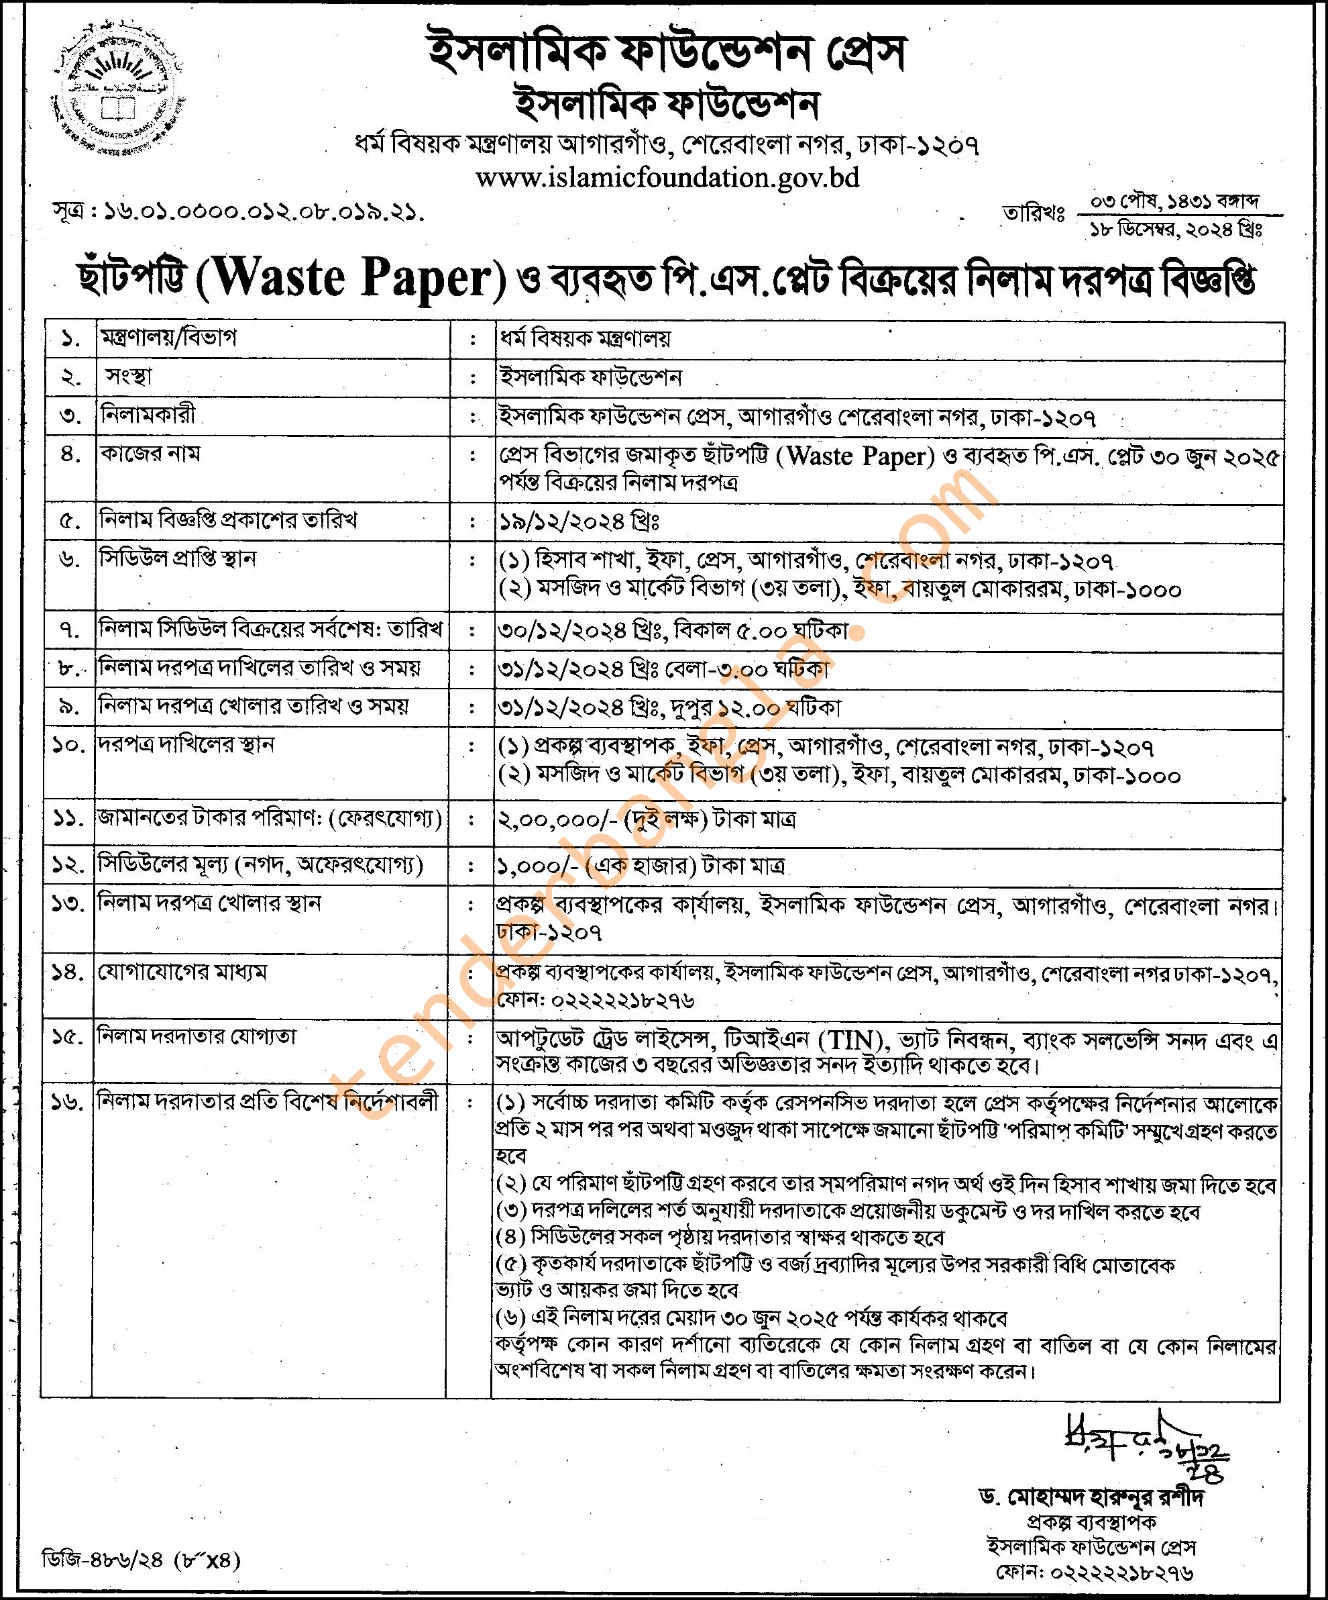 ইসলামিক ফাউন্ডেশন প্রেস
ইসলামিক ফাউন্ডেশন
ধর্ম বিষয়ক মন্ত্রণালয় আগারগাঁও, শেরেবাংলা নগর, ঢাকা-১২০৭
www.islamicfoundation.gov.bd
সূত্র : ১৬.০১.০০০০.০১২.০৮.০১৯.২১.
তারিখঃ ০৩ পৌষ, ১৪৩১ বঙ্গাব্দ
১৮ ডিসেম্বর, ২০২৪ খ্রিঃ
ছাঁটপট্টি (Waste Paper) ও ব্যবহৃত পি.এস.প্লেট বিক্রয়ের নিলাম দরপত্র বিজ্ঞপ্তি
১. মন্ত্রণালয়/বিভাগ : ধর্ম বিষয়ক মন্ত্রণালয়
২. সংস্থা : ইসলামিক ফাউন্ডেশন
৩. নিলামকারী : ইসলামিক ফাউন্ডেশন প্রেস, আগারগাঁও শেরেবাংলা নগর, ঢাকা-১২০৭
৪. কাজের নাম : প্রেস বিভাগের জমাকৃত ছাঁটপট্টি (Waste Paper) ও ব্যবহৃত পি.এস. প্লেট ৩০ জুন ২০২৫
পর্যন্ত বিক্রয়ের নিলাম দরপত্র
৫. নিলাম বিজ্ঞপ্তি প্রকাশের তারিখ : ১৯/১২/২০২৪ খ্রিঃ
৬. সিডিউল প্রাপ্তি স্থান : (১) হিসাব শাখা, ইফা, প্রেস, আগারগাঁও, শেরেবাংলা নগর, ঢাকা-১২০৭
(২) মসজিদ ও মার্কেট বিভাগ (৩য় তলা), ইফা, বায়তুল মোকাররম, ঢাকা-১০০০
৭. নিলাম সিডিউল বিক্রয়ের সর্বশেষ: তারিখ : ৩০/১২/২০২৪ খ্রিঃ, বিকাল ৫.০০ ঘটিকা
৮. নিলাম দরপত্র দাখিলের তারিখ ও সময় : ৩১/১২/২০২৪ খ্রিঃ বেলা-৩.০০ ঘটিকা
৯. নিলাম দরপত্র খোলার তারিখ ও সময় : ৩১/১২/২০২৪ খ্রিঃ, দুপুর ১২.০০ ঘটিকা
১০. দরপত্র দাখিলের স্থান : (১) প্রকল্প ব্যবস্থাপক, ইফা, প্রেস, আগারগাঁও, শেরেবাংলা নগর, ঢাকা-১২০৭
(২) মসজিদ ও মার্কেট বিভাগ (৩য় তলা), ইফা, বায়তুল মোকাররম, ঢাকা-১০০০
১১. জামানতের টাকার পরিমাণ: (ফেরৎযোগ্য) : ২,০০,০০০/- (দুই লক্ষ) টাকা মাত্র
১২. সিডিউলের মূল্য (নগদ, অফেরৎযোগ্য) : ১,০০০/- (এক হাজার) টাকা মাত্র
১৩. নিলাম দরপত্র খোলার স্থান : প্রকল্প ব্যবস্থাপকের কার্যালয়, ইসলামিক ফাউন্ডেশন প্রেস, আগারগাঁও, শেরেবাংলা নগর।
ঢাকা-১২০৭
১৪. যোগাযোগের মাধ্যম : প্রকল্প ব্যবস্থাপকের কার্যালয়, ইসলামিক ফাউন্ডেশন প্রেস, আগারগাঁও, শেরেবাংলা নগর ঢাকা-১২০৭,
ফোন: ০২২২২২১৮২৭৬
১৫. নিলাম দরদাতার যোগ্যতা : আপটুডেট ট্রেড লাইসেন্স, টিআইএন (TIN), ভ্যাট নিবন্ধন, ব্যাংক সলভেন্সি সনদ এবং এ
সংক্রান্ত কাজের ৩ বছরের অভিজ্ঞতার সনদ ইত্যাদি থাকতে হবে।
১৬. নিলাম দরদাতার প্রতি বিশেষ নির্দেশাবলী : (১) সর্বোচ্চ দরদাতা কমিটি কর্তৃক রেসপনসিভ দরদাতা হলে প্রেস কর্তৃপক্ষের নির্দেশনার আলোকে
প্রতি ২ মাস পর পর অথবা মওজুদ থাকা সাপেক্ষে জমানো ছাঁটপট্টি 'পরিমাপ কমিটি' সম্মুখে গ্রহণ করতে
হবে
(২) যে পরিমাণ ছাঁটপট্টি গ্রহণ করবে তার সমপরিমাণ নগদ অর্থ ওই দিন হিসাব শাখায় জমা দিতে হবে
(৩) দরপত্র দলিলের শর্ত অনুযায়ী দরদাতাকে প্রয়োজনীয় ডকুমেন্ট ও দর দাখিল করতে হবে
(৪) সিডিউলের সকল পৃষ্ঠায় দরদাতার স্বাক্ষর থাকতে হবে
(৫) কৃতকার্য দরদাতাকে ছাঁটপট্টি ও বর্জ্য দ্রব্যাদির মূল্যের উপর সরকারী বিধি মোতাবেক
ভ্যাট ও আয়কর জমা দিতে হবে
(৬) এই নিলাম দরের মেয়াদ ৩০ জুন ২০২৫ পর্যন্ত কার্যকর থাকবে
কর্তৃপক্ষ কোন কারণ দর্শানো ব্যতিরেকে যে কোন নিলাম গ্রহণ বা বাতিল বা যে কোন নিলামের
অংশবিশেষ বা সকল নিলাম গ্রহণ বা বাতিলের ক্ষমতা সংরক্ষণ করেন।
tenderbangla.com
১৮/১২
২৪
ড. মোহাম্মদ হারুনূর রশীদ
প্রকল্প ব্যবস্থাপক
ইসলামিক ফাউন্ডেশন প্রেস
ফোন: ০২২২২২১৮২৭৬
ডিজি-৪৮৬/২৪ (৮˝x৪)